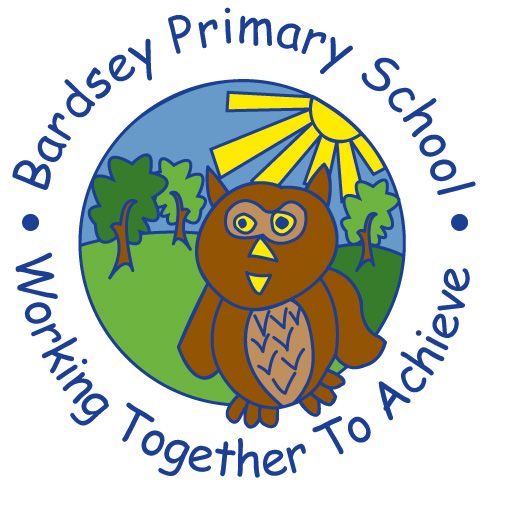 Bardsey Primary School
Working Together To Achieve